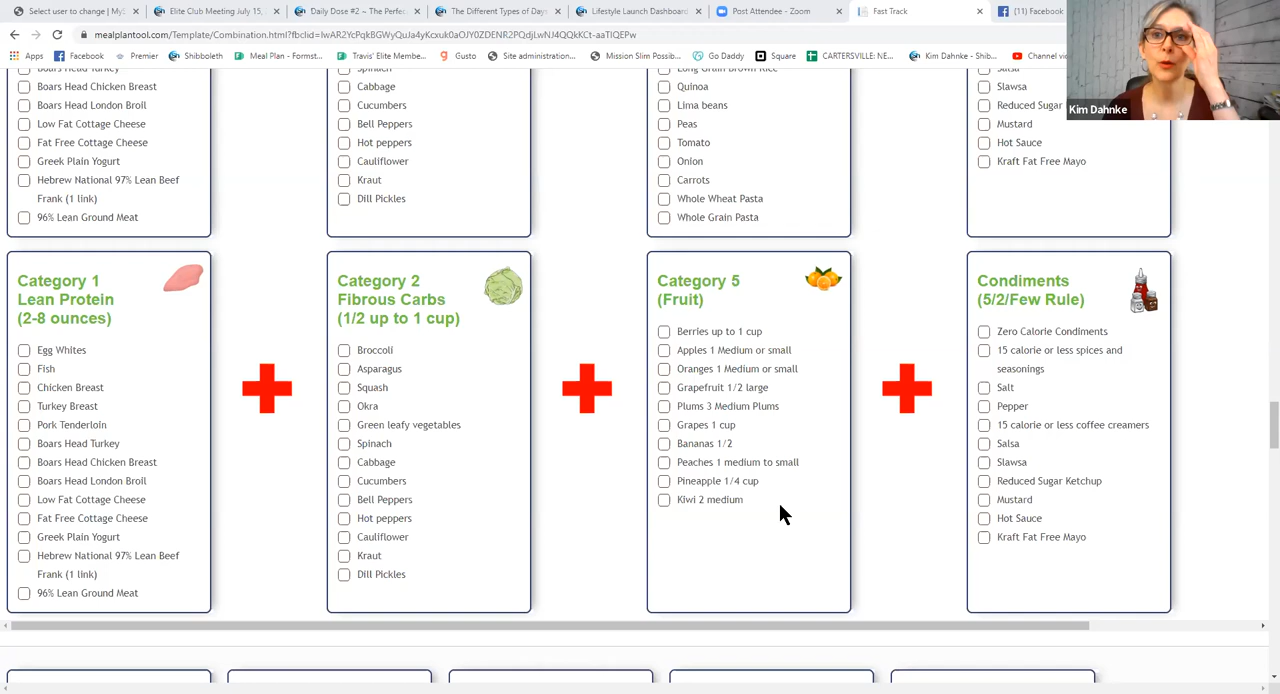 Select user to change | MyS
Elite Club Meeting July 15,
Daily Dose #2 ~ The Perfe
The Different Types of Days
Lifestyle Launch Dashboard
Post Attendee - Zoom
Fast Track
(11) Facebook
mealplantool.com/Template/Combination.html?fbclid=
Apps
Facebook
Premier
Shibboleth
Meal Plan - Formst...
Travis' Elite Membe...
Gusto
Site administration...
Mission Slim Possib...
Go Daddy
Square
CARTERSVILLE: NE...
Kim Dahnke - Shib...
Channel vi
Kim Dahnke
Boars Head Turkey
Boars Head Chicken Breast
Boars Head London Broil
Low Fat Cottage Cheese
Fat Free Cottage Cheese
Greek Plain Yogurt
Hebrew National 97% Lean Beef
Frank (1 link)
96% Lean Ground Meat
Spinach
Cabbage
Cucumbers
Bell Peppers
Hot peppers
Cauliflower
Kraut
Dill Pickles
Long Grain Brown Rice
Quinoa
Lima beans
Peas
Tomato
Onion
Carrots
Whole Wheat Pasta
Whole Grain Pasta
Salsa
Slawsa
Reduced Sugar
Mustard
Hot Sauce
Kraft Fat Free Mayo
Category 1
Lean Protein
(2-8 ounces)
Egg Whites
Fish
Chicken Breast
Turkey Breast
Pork Tenderloin
Boars Head Turkey
Boars Head Chicken Breast
Boars Head London Broil
Low Fat Cottage Cheese
Fat Free Cottage Cheese
Greek Plain Yogurt
Hebrew National 97% Lean Beef
Frank (1 link)
96% Lean Ground Meat
Category 2
Fibrous Carbs
(1/2 up to 1 cup)
Broccoli
Asparagus
Squash
Okra
Green leafy vegetables
Spinach
Cabbage
Cucumbers
Bell Peppers
Hot peppers
Cauliflower
Kraut
Dill Pickles
Category 5
(Fruit)
Berries up to 1 cup
Apples 1 Medium or small
Oranges 1 Medium or small
Grapefruit 1/2 large
Plums 3 Medium Plums
Grapes 1 cup
Bananas 1/2
Peaches 1 medium to small
Pineapple 1/4 cup
Kiwi 2 medium
Condiments
(5/2/Few Rule)
Zero Calorie Condiments
15 calorie or less spices and
seasonings
Salt
Pepper
15 calorie or less coffee creamers
Salsa
Slawsa
Reduced Sugar Ketchup
Mustard
Hot Sauce
Kraft Fat Free Mayo